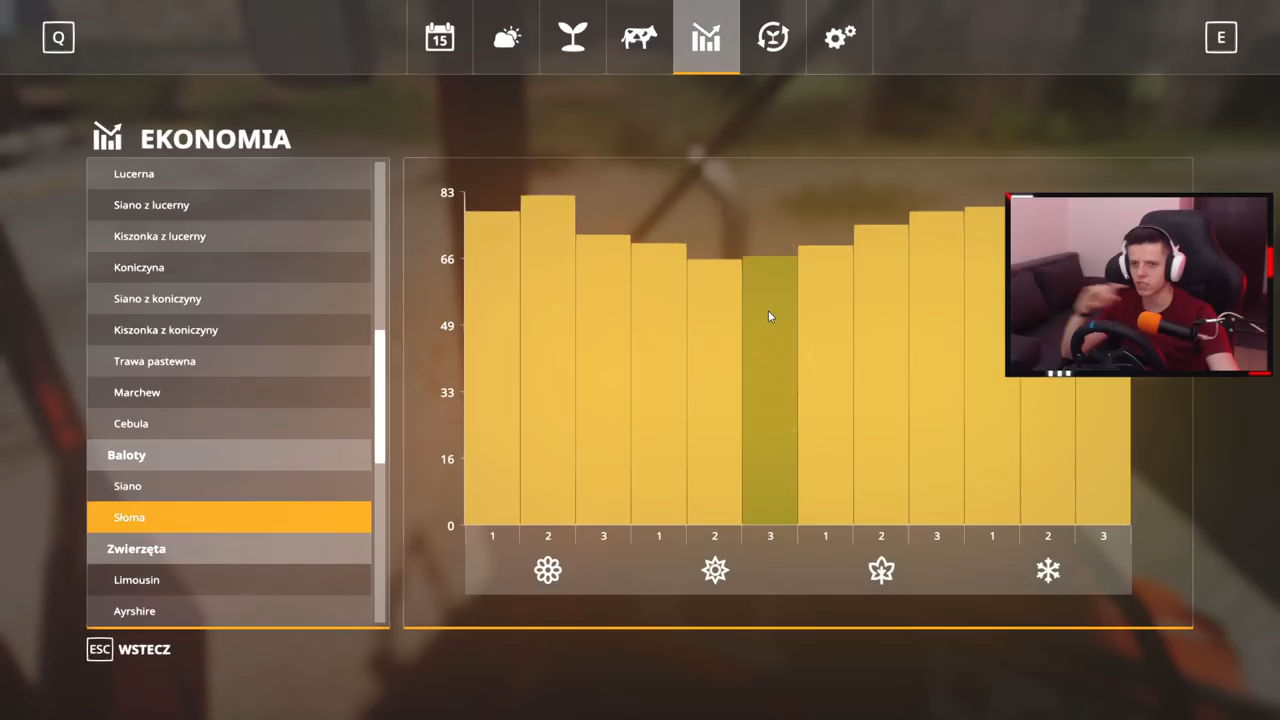 Q
15
E
EKONOMIA
Lucerna
Siano z lucerny
Kiszonka z lucerny
Koniczyna
Siano z koniczyny
Kiszonka z koniczyny
Trawa pastewna
Marchew
Cebula
Baloty
Siano
Słoma
Zwierzęta
Limousin
Ayrshire
ESC WSTECZ
83
66
49
33
16
0
1 2 3 1 2 3 1 2 3 1 2 3